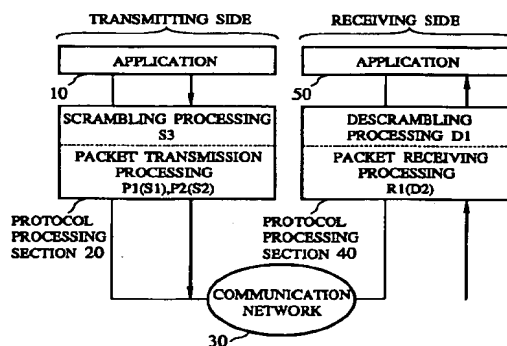 TRANSMITTING SIDE
RECEIVING SIDE
APPLICATION
APPLICATION
10
50
SCRAMBLING PROCESSING
S3
PACKET TRANSMISSION
PROCESSING
P1(S1),P2(S2)
DESCRAMBLING
PROCESSING D1
PACKET RECEIVING
PROCESSING
R1(D2)
PROTOCOL
PROCESSING
SECTION 20
PROTOCOL
PROCESSING
SECTION 40
COMMUNICATION
NETWORK
30